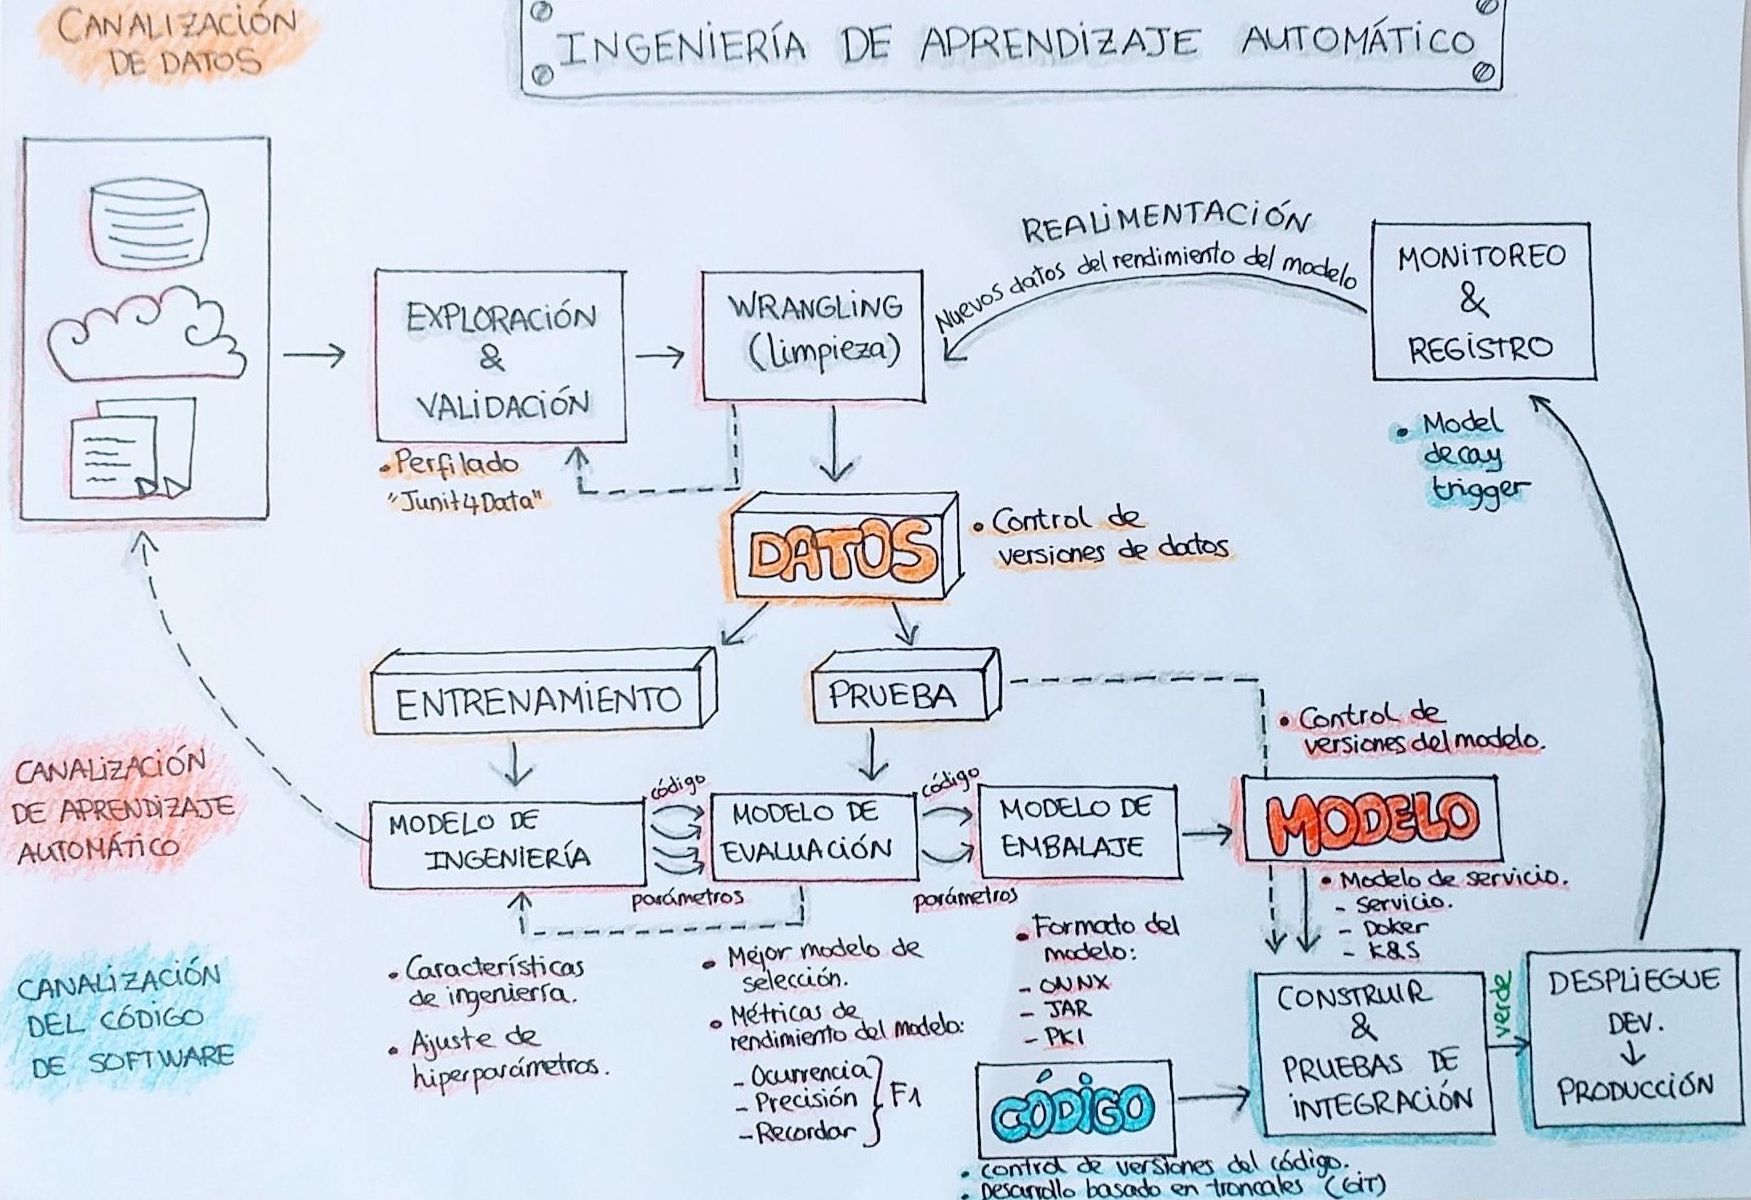 CANALIZACIÓN
DE DATOS
INGENIERÍA DE APRENDIZAJE AUTOMÁTICO
EXPLORACIÓN
&
VALIDACIÓN
• Perfilado
"Junit4Data"
WRANGLING
(limpieza)
REALIMENTACIÓN
Nuevos datos del rendimiento del modelo
MONITOREO
&
REGISTRO
• Model
decay
trigger
DATOS
• Control de
versiones de datos
ENTRENAMIENTO
PRUEBA
CANALIZACIÓN
DE APRENDIZAJE
AUTOMÁTICO
MODELO DE
INGENIERÍA
código
parámetros
MODELO DE
EVALUACIÓN
código
parámetros
MODELO DE
EMBALAJE
• Control de
versiones del modelo.
MODELO
• Modelo de servicio.
- Servicio.
- Doker
- K&S
CANALIZACIÓN
DEL CÓDIGO
DE SOFTWARE
• Características
de ingeniería.
• Ajuste de
hiperparámetros.
• Mejor modelo de
selección.
• Métricas de
rendimiento del modelo:
- Ocurrencia
- Precisión
- Recordar
F1
• Formato del
modelo:
- ONNX
- JAR
- PKI
CÓDIGO
• Control de versiones del código.
• Desarrollo basado en troncales (GIT)
CONSTRUIR
&
PRUEBAS DE
INTEGRACIÓN
verde
DESPLIEGUE
DEV.
PRODUCCIÓN